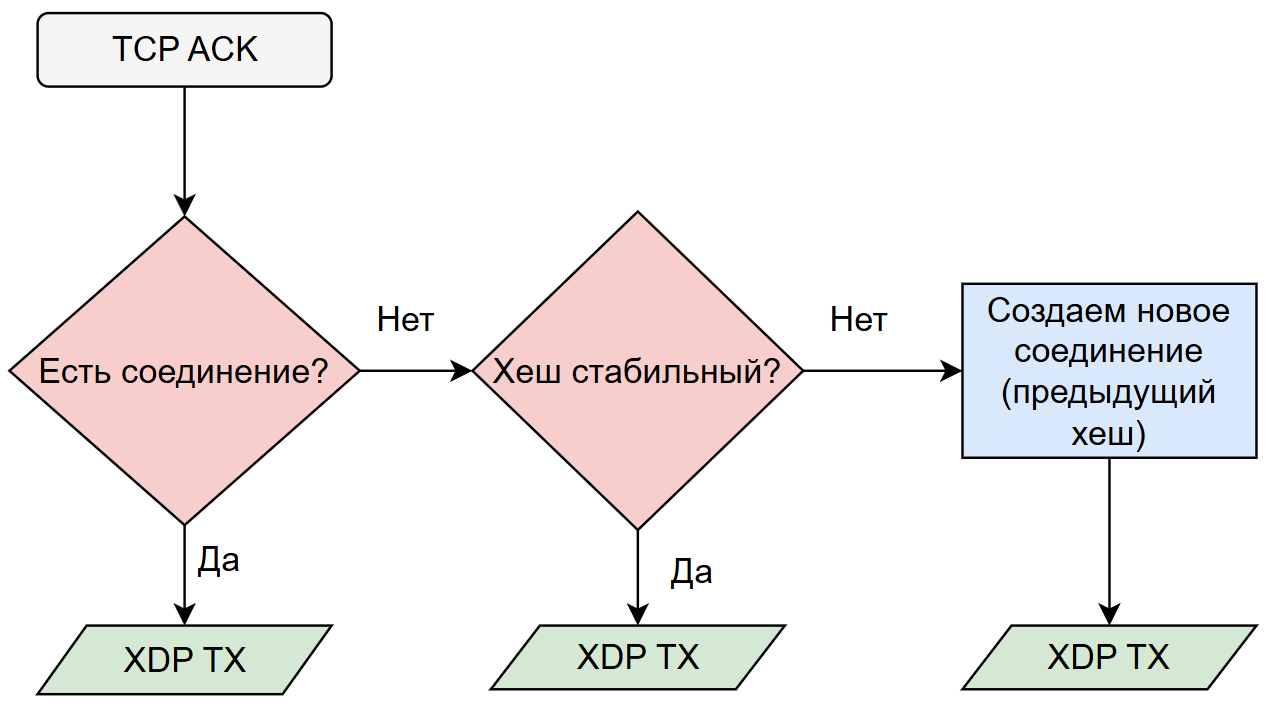 TCP ACK
Есть соединение?
Нет
Хеш стабильный?
Нет
Создаем новое
соединение
(предыдущий
хеш)
Да
Да
XDP TX
XDP TX
XDP TX